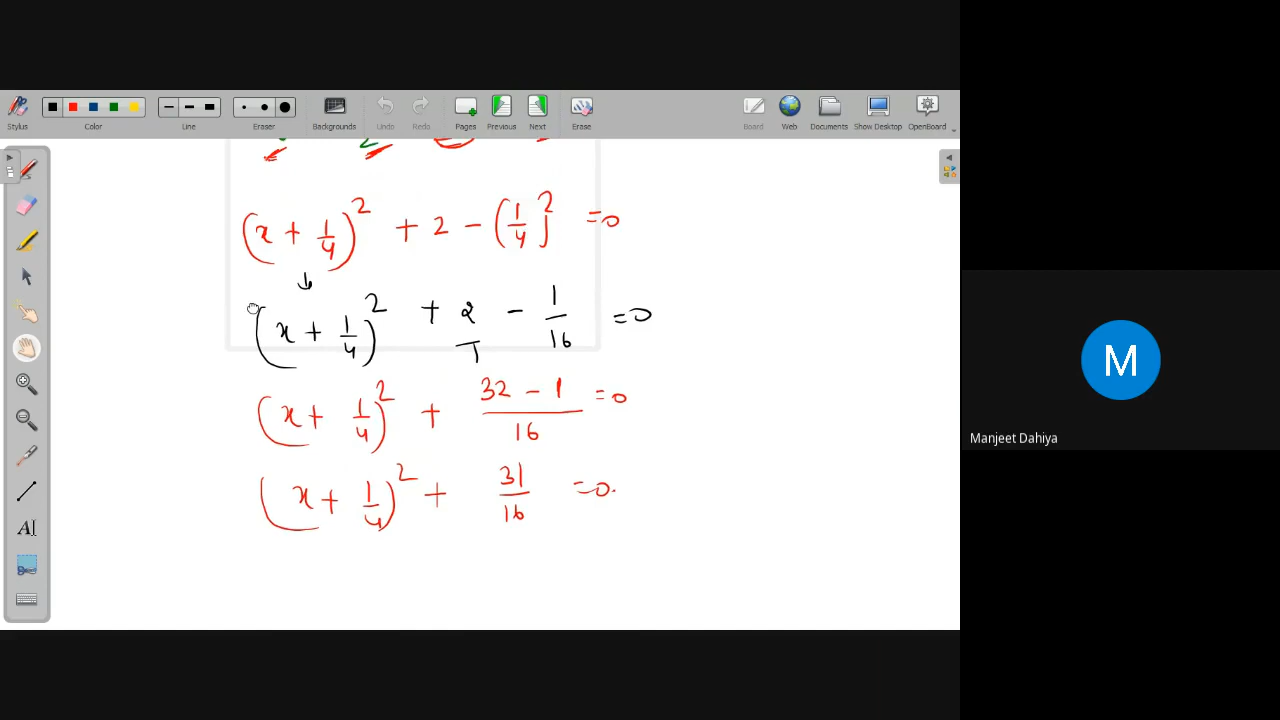 Stylus Color Line Eraser Backgrounds Undo Redo Pages Previous Next Erase Board Web Documents Show Desktop OpenBoard
2
(x + 1/4)² + 2 - (1/4)² = 0
(x + 1/4)² + 2/1 - 1/16 = 0
(x + 1/4)² + 32 - 1/16 = 0
(x + 1/4)² + 31/16 = 0.
AI
M
Manjeet Dahiya